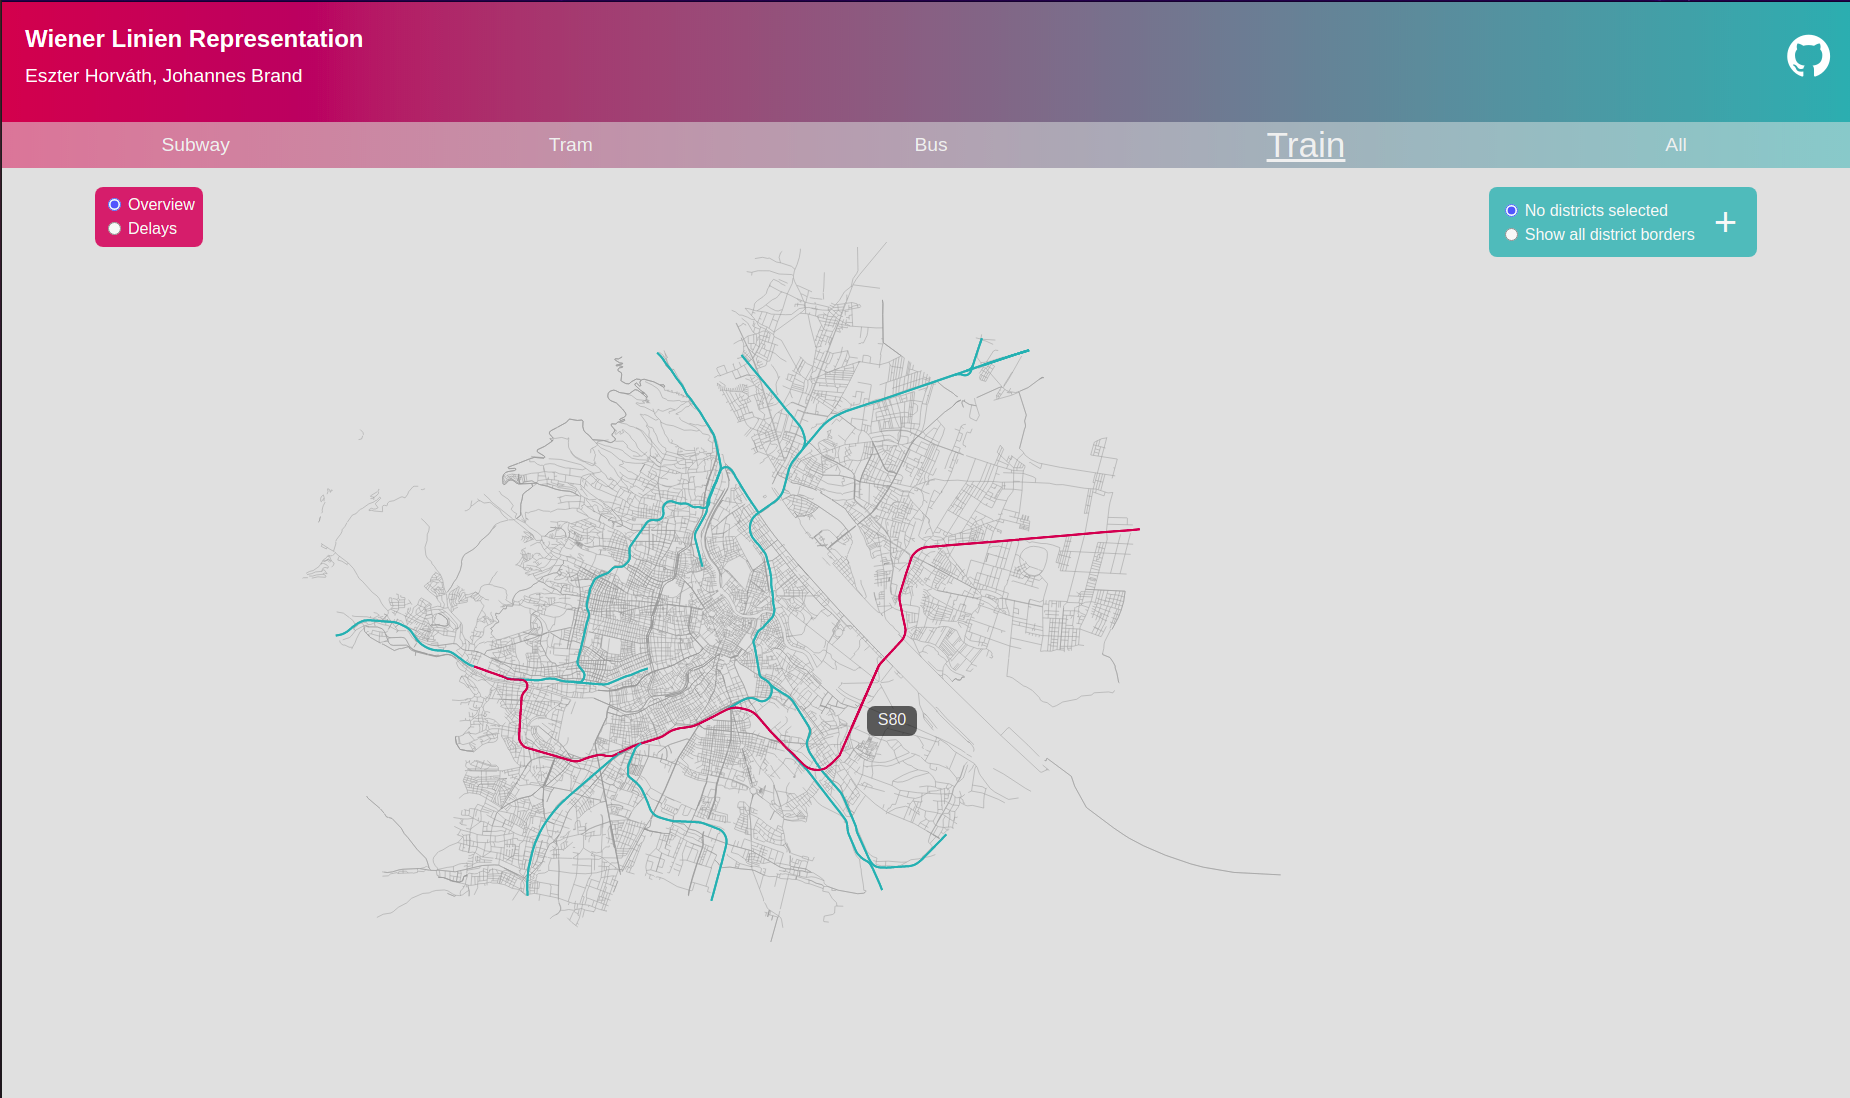 Wiener Linien Representation
Eszter Horváth, Johannes Brand
Subway Tram Bus Train All
Overview
Delays
No districts selected
Show all district borders
+
S80